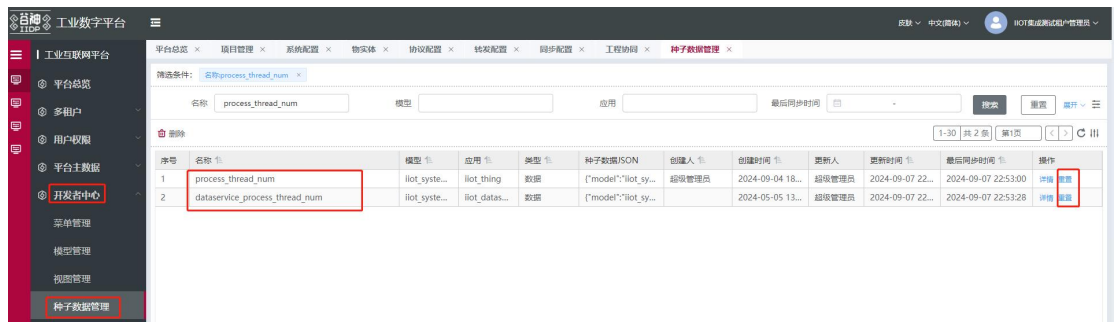 谷神 IIDP 工业数字平台
皮肤 中文(简体) IIOT集成测试租户管理员
工业互联网平台
平台总览 × 项目管理 × 系统配置 × 物实体 × 协议配置 × 转发配置 × 同步配置 × 工程协同 × 种子数据管理 ×
筛选条件： 名称:process_thread_num ×
平台总览
名称 process_thread_num 模型 应用 最后同步时间 - 搜索 重置 展开
多租户
删除 1-30 共 2 条 第1页
用户权限
序号 名称 模型 应用 类型 种子数据JSON 创建人 创建时间 更新人 更新时间 最后同步时间 操作
平台主数据
1 process_thread_num iiot_syste... iiot_thing 数据 {"model":"iiot_sy... 超级管理员 2024-09-04 18... 超级管理员 2024-09-07 22... 2024-09-07 22:53:00 详情 重置
开发者中心
2 dataservice_process_thread_num iiot_syste... iiot_datas... 数据 {"model":"iiot_sy... 2024-05-05 13... 超级管理员 2024-09-07 22... 2024-09-07 22:53:28 详情 重置
菜单管理
模型管理
视图管理
种子数据管理